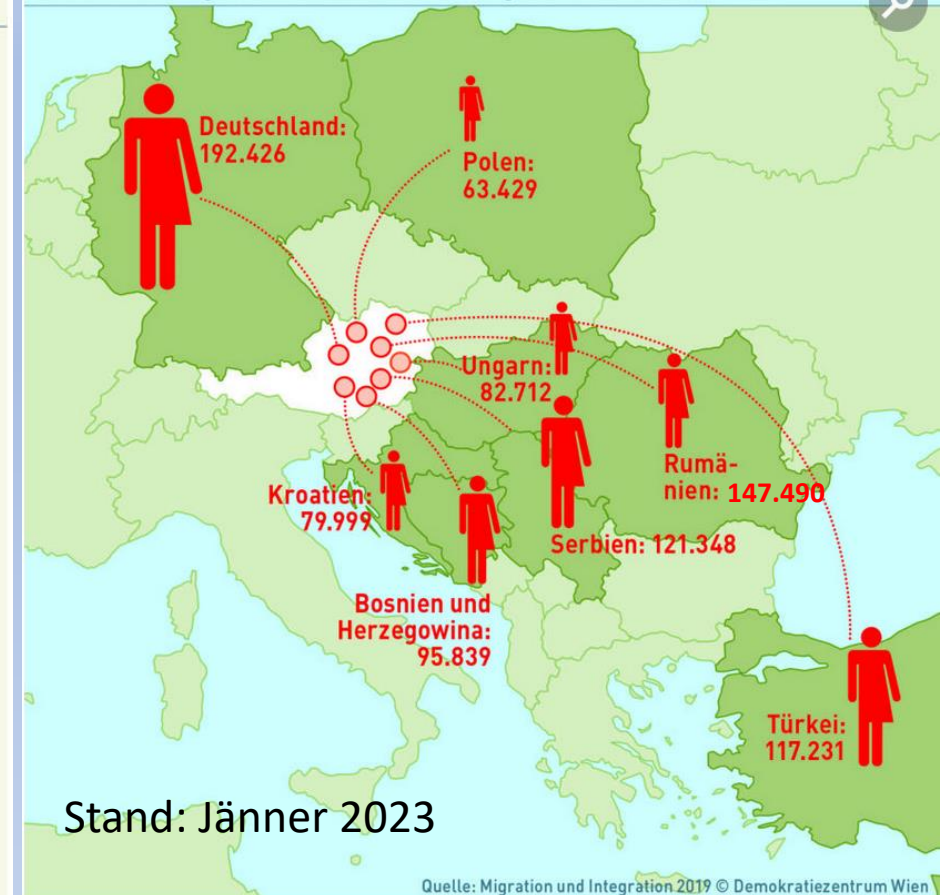 Deutschland:
192.426
Polen:
63.429
Ungarn:
82.712
Rumä-
nien: 147.490
Kroatien:
79.999
Serbien: 121.348
Bosnien und
Herzegowina:
95.839
Türkei:
117.231
Stand: Jänner 2023
Quelle: Migration und Integration 2019 © Demokratiezentrum Wien